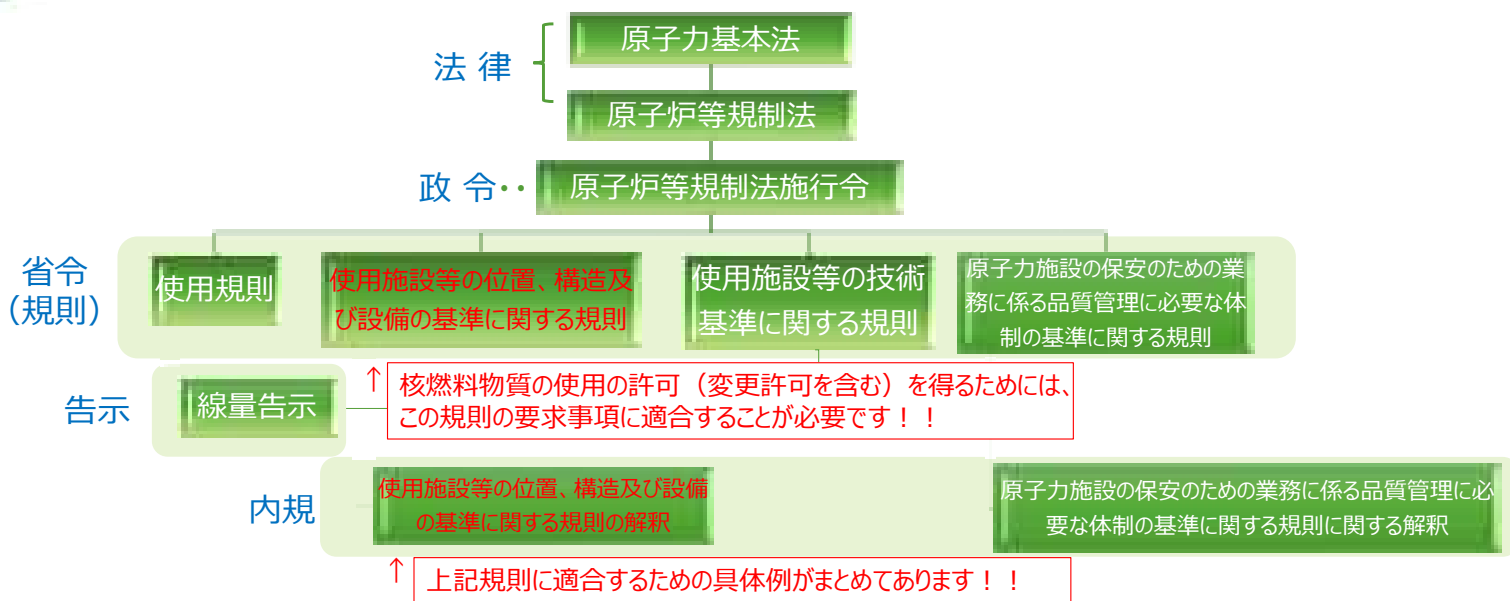 法 律
原子力基本法
原子炉等規制法
政 令‥
原子炉等規制法施行令
省令
(規則)
使用規則
使用施設等の位置、構造及
び設備の基準に関する規則
使用施設等の技術
基準に関する規則
原子力施設の保安のための業
務に係る品質管理に必要な体
制の基準に関する規則
告示
線量告示
↑
核燃料物質の使用の許可（変更許可を含む）を得るためには、
この規則の要求事項に適合することが必要です！！
内規
使用施設等の位置、構造及び設備
の基準に関する規則の解釈
原子力施設の保安のための業務に係る品質管理に必
要な体制の基準に関する規則に関する解釈
↑
上記規則に適合するための具体例がまとめてあります！！